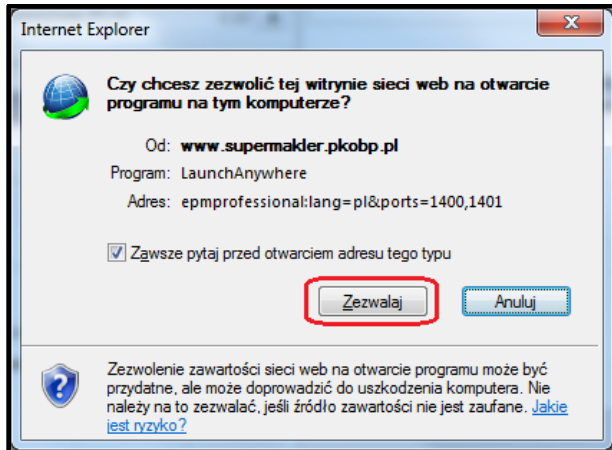 Internet Explorer
Czy chcesz zezwolić tej witrynie sieci web na otwarcie
programu na tym komputerze?
Od: www.supermakler.pkobp.pl
Program: LaunchAnywhere
Adres: epmprofessional:lang=pl&ports=1400,1401
Zawsze pytaj przed otwarciem adresu tego typu
Zezwalaj
Anuluj
Zezwolenie zawartości sieci web na otwarcie programu może być
przydatne, ale może doprowadzić do uszkodzenia komputera. Nie
należy na to zezwalać, jeśli źródło zawartości nie jest zaufane. Jakie
jest ryzyko?